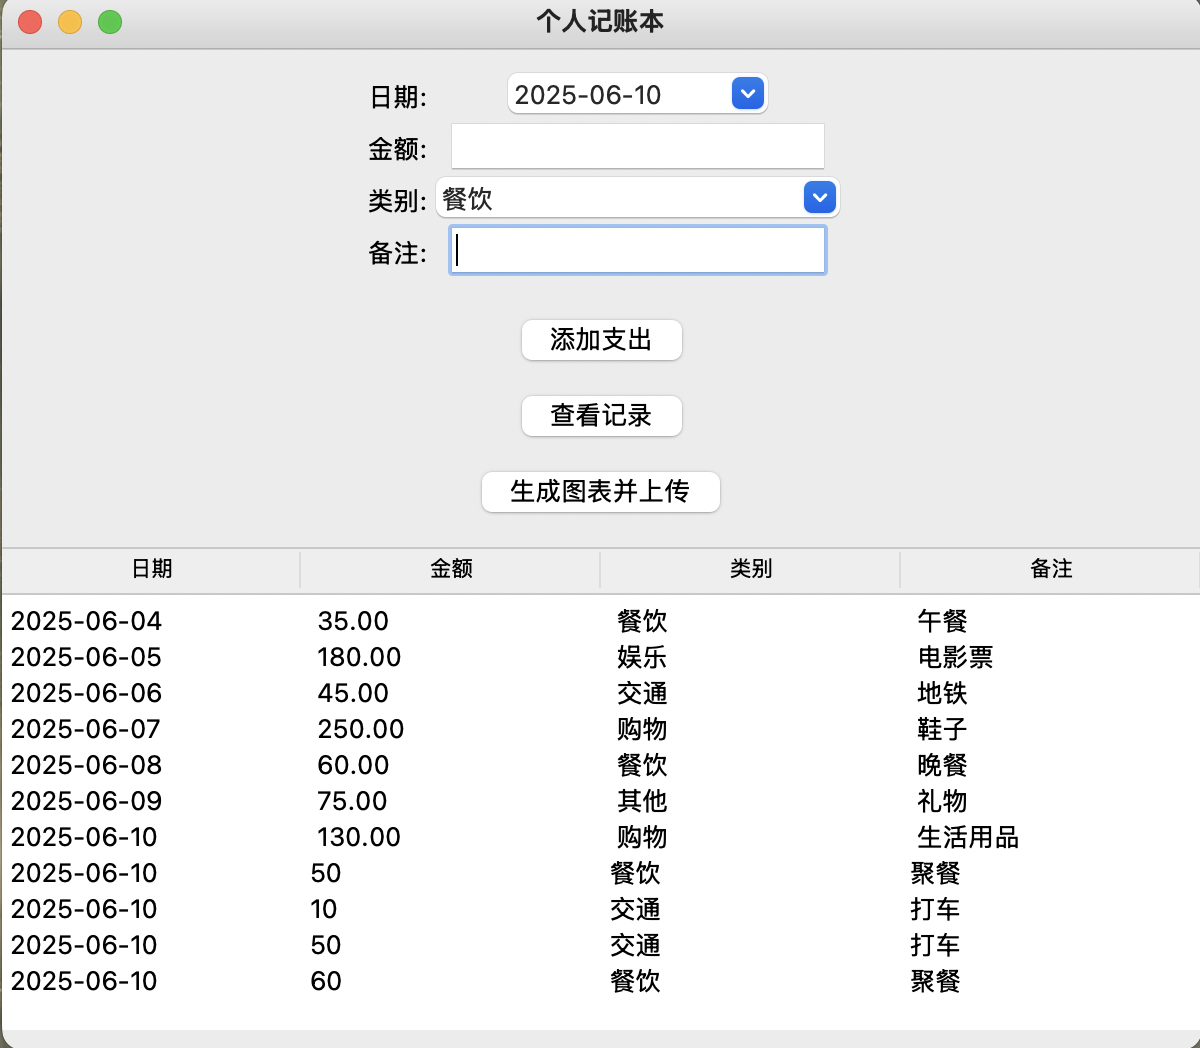 个人记账本
日期: 2025-06-10
金额:
类别: 餐饮
备注:
添加支出
查看记录
生成图表并上传
日期 金额 类别 备注
2025-06-04 35.00 餐饮 午餐
2025-06-05 180.00 娱乐 电影票
2025-06-06 45.00 交通 地铁
2025-06-07 250.00 购物 鞋子
2025-06-08 60.00 餐饮 晚餐
2025-06-09 75.00 其他 礼物
2025-06-10 130.00 购物 生活用品
2025-06-10 50 餐饮 聚餐
2025-06-10 10 交通 打车
2025-06-10 50 交通 打车
2025-06-10 60 餐饮 聚餐